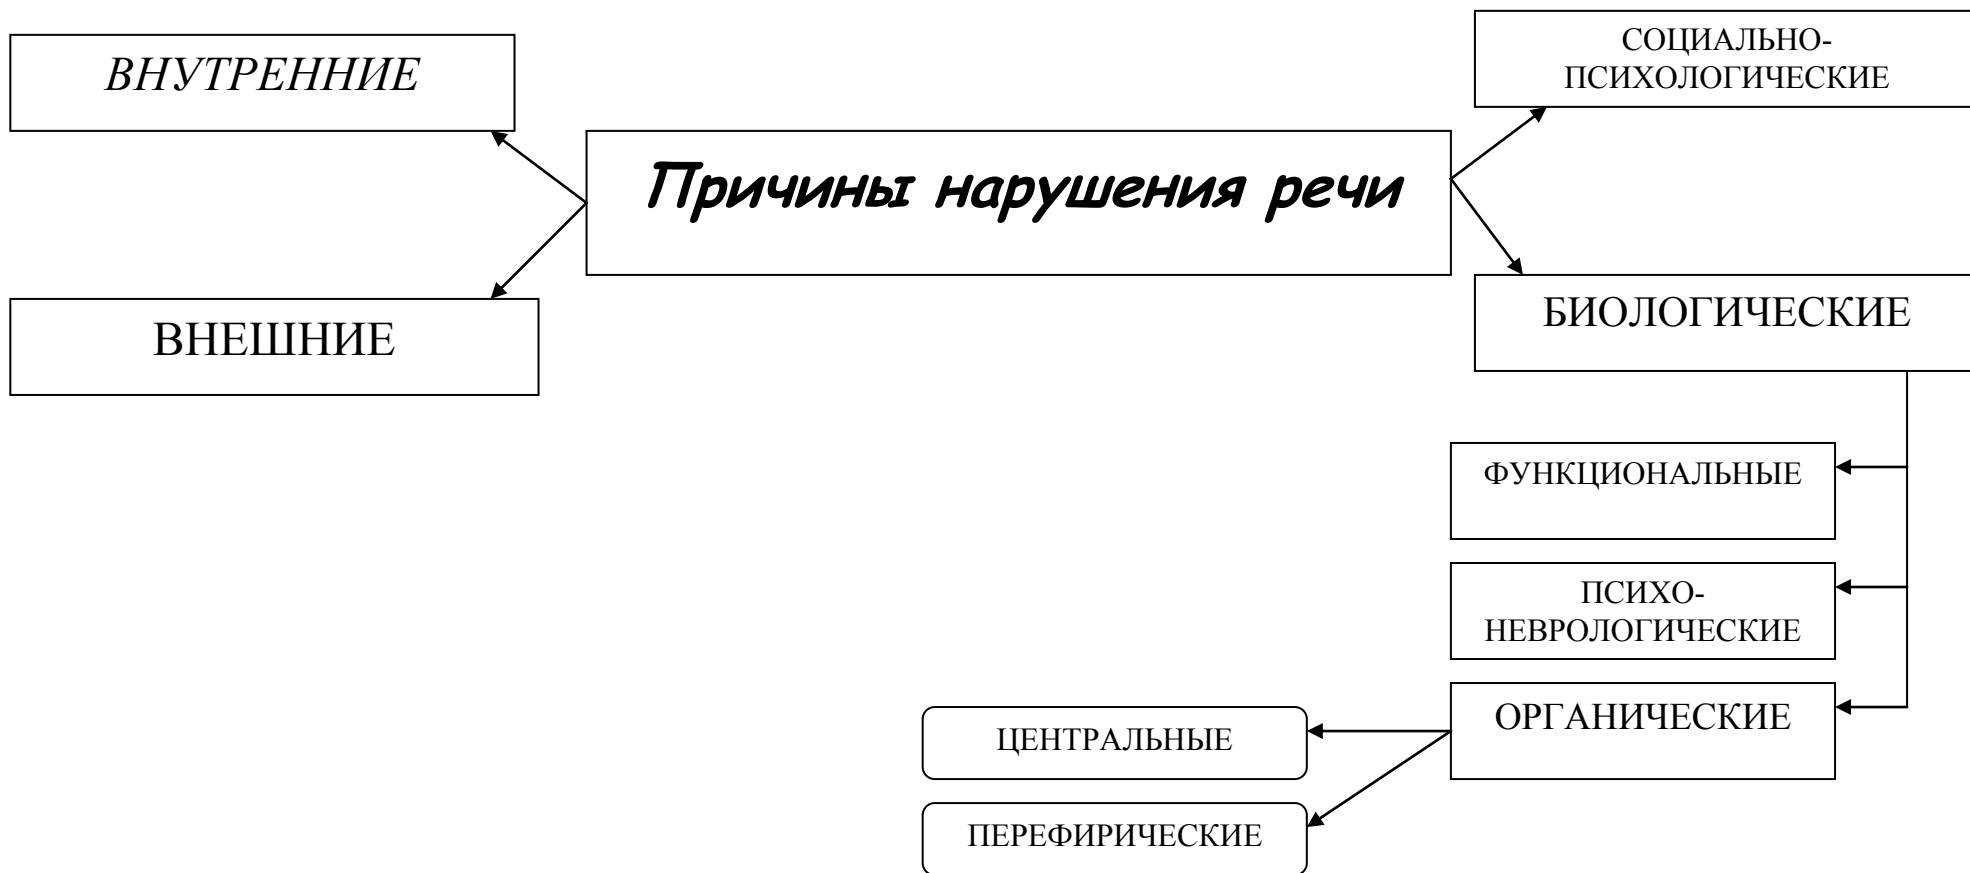 ВНУТРЕННИЕ
СОЦИАЛЬНО-
ПСИХОЛОГИЧЕСКИЕ
Причины нарушения речи
ВНЕШНИЕ
БИОЛОГИЧЕСКИЕ
ФУНКЦИОНАЛЬНЫЕ
ПСИХО-
НЕВРОЛОГИЧЕСКИЕ
ОРГАНИЧЕСКИЕ
ЦЕНТРАЛЬНЫЕ
ПЕРЕФИРИЧЕСКИЕ